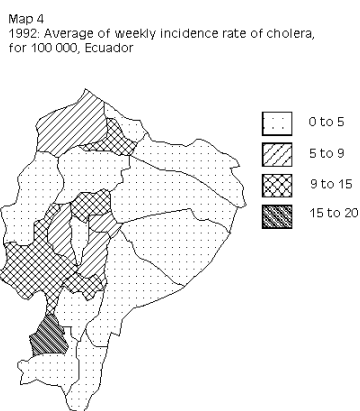 Map 4
1992: Average of weekly incidence rate of cholera,
for 100 000, Ecuador
0 to 5
5 to 9
9 to 15
15 to 20